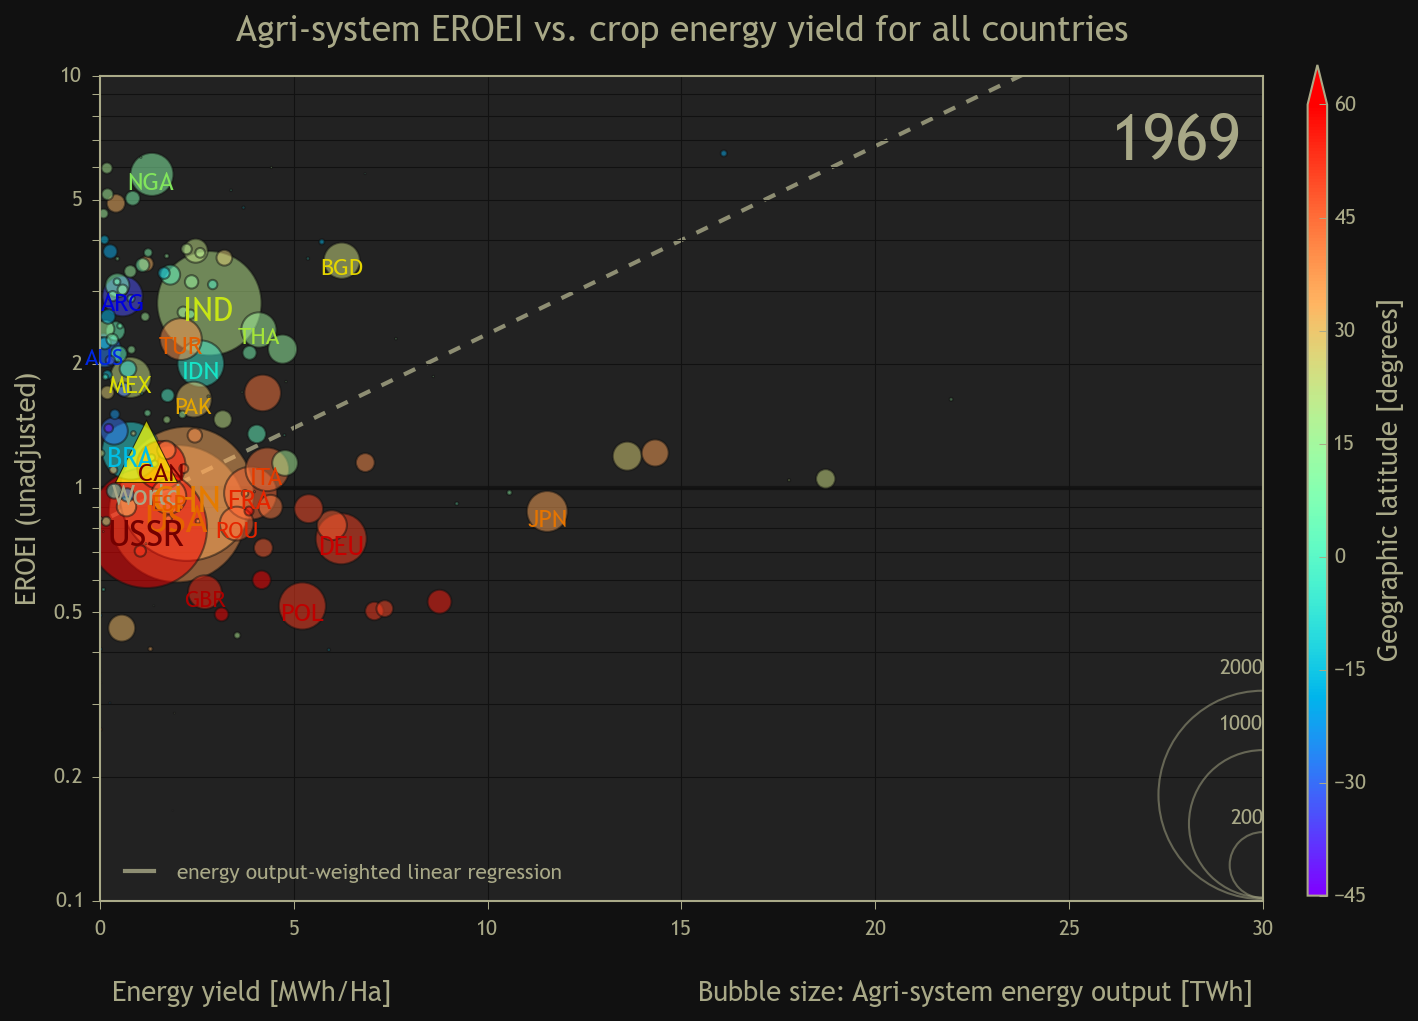 Agri-system EROEI vs. crop energy yield for all countries
1969
10
5
2
1
0.5
0.2
0.1
EROEI (unadjusted)
NGA
BGD
ARG
IND
THA
TUR
AUS
IDN
MEX
PAK
BRA
CAN
ITA
World
ESP
CHN
FRA
USA
USSR
ROU
JPN
DEU
GBR
POL
2000
1000
200
energy output-weighted linear regression
0
5
10
15
20
25
30
Energy yield [MWh/Ha]
Bubble size: Agri-system energy output [TWh]
60
45
30
15
0
−15
−30
−45
Geographic latitude [degrees]